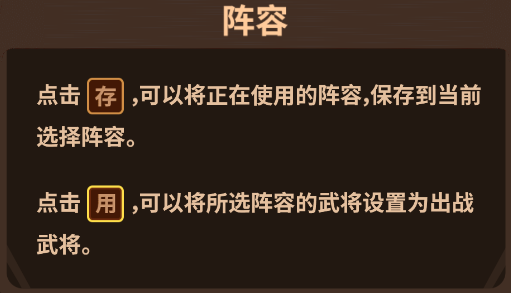 阵容
点击 存 ,可以将正在使用的阵容,保存到当前
选择阵容。
点击 用 ,可以将所选阵容的武将设置为出战
武将。